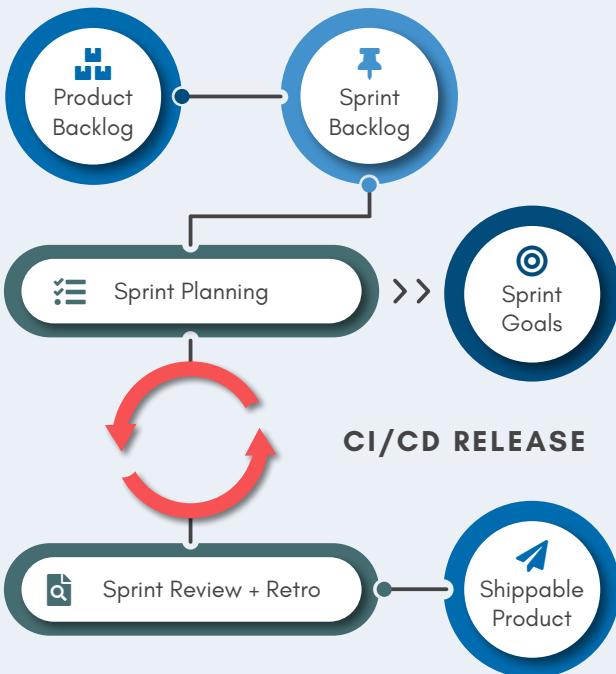 Product
Backlog
Sprint
Backlog
Sprint Planning
Sprint
Goals
CI/CD RELEASE
Sprint Review + Retro
Shippable
Product